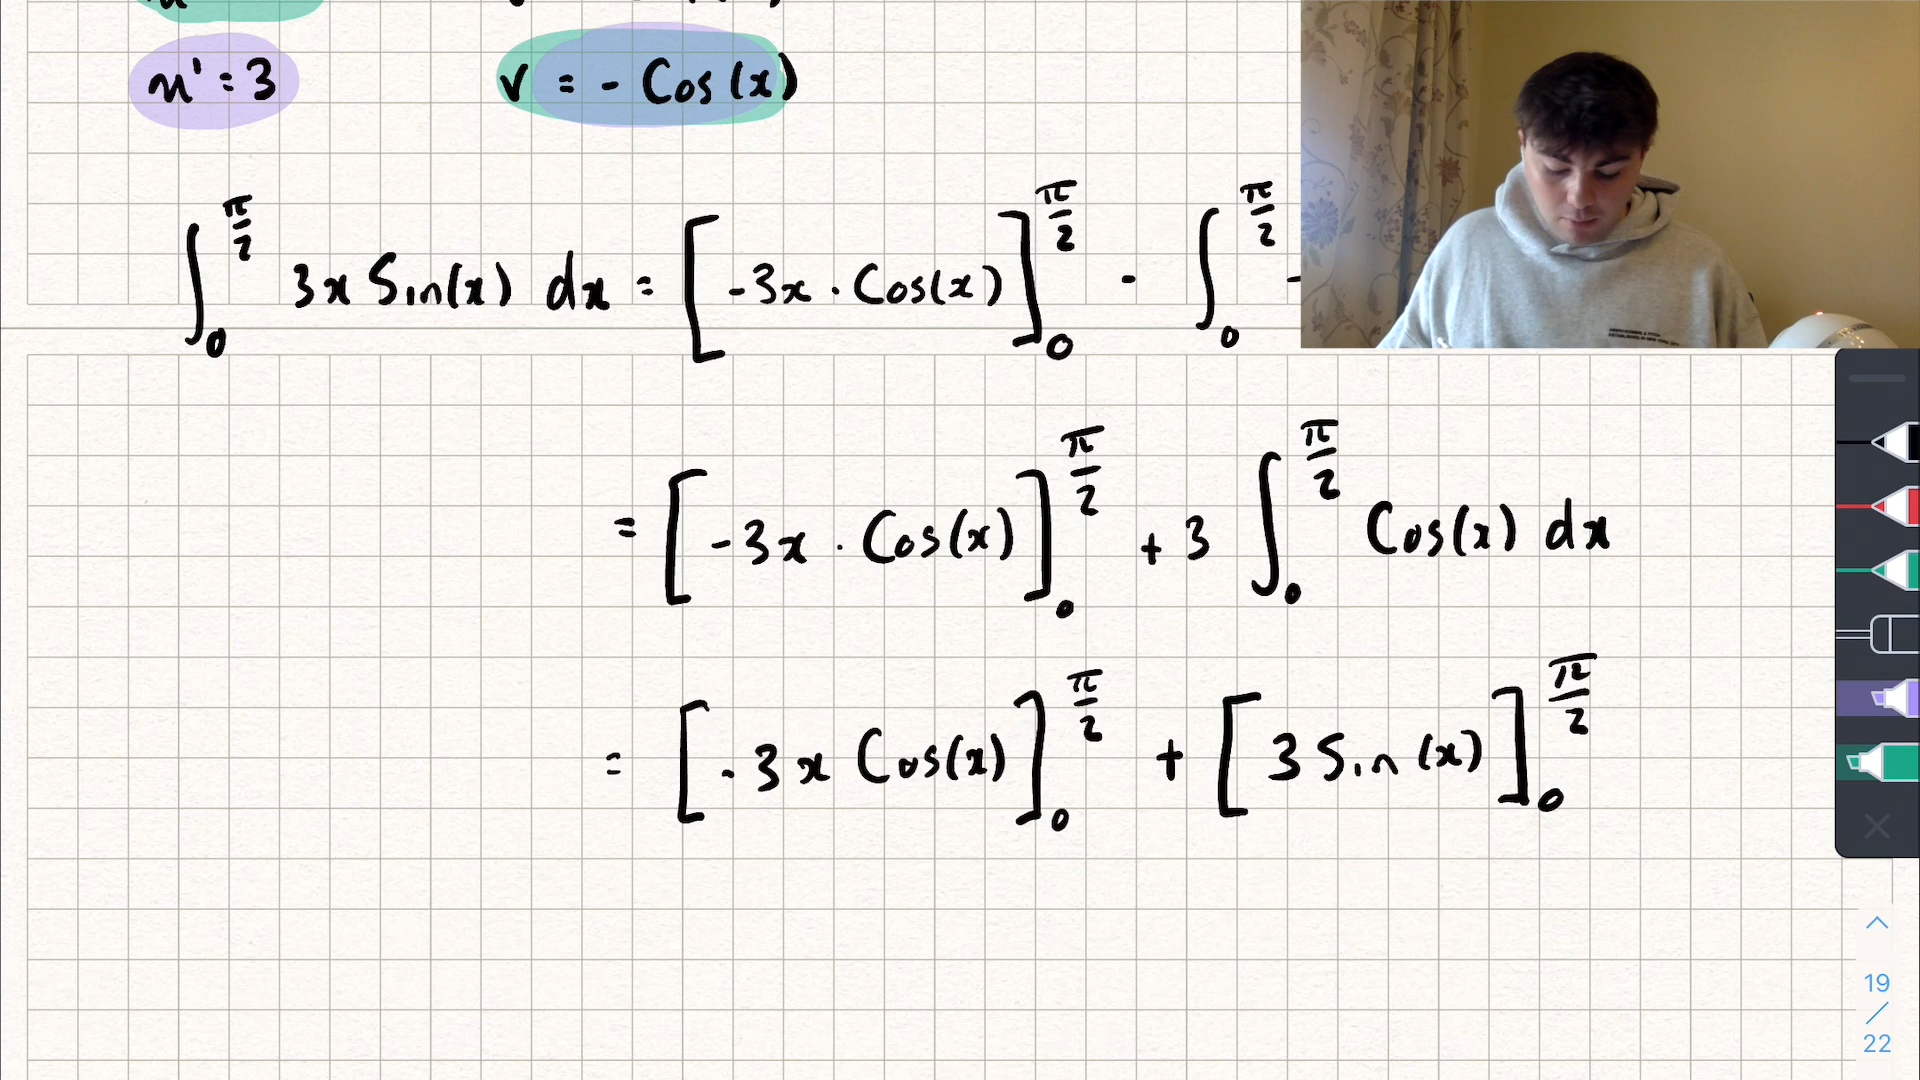 u' = 3 v = - Cos(x)
∫₀^(π/2) 3x Sin(x) dx = [-3x · Cos(x)]₀^(π/2) - ∫₀^(π/2) -
= [-3x · Cos(x)]₀^(π/2) + 3 ∫₀^(π/2) Cos(x) dx
= [-3x Cos(x)]₀^(π/2) + [3 Sin(x)]₀^(π/2)
19
/
22